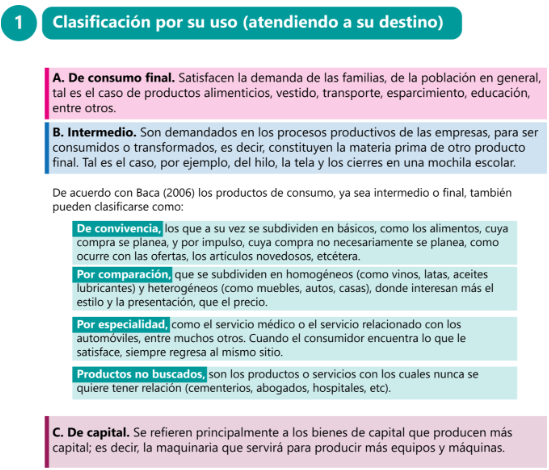 1 Clasificación por su uso (atendiendo a su destino)
A. De consumo final. Satisfacen la demanda de las familias, de la población en general,
tal es el caso de productos alimenticios, vestido, transporte, esparcimiento, educación,
entre otros.
B. Intermedio. Son demandados en los procesos productivos de las empresas, para ser
consumidos o transformados, es decir, constituyen la materia prima de otro producto
final. Tal es el caso, por ejemplo, del hilo, la tela y los cierres en una mochila escolar.
De acuerdo con Baca (2006) los productos de consumo, ya sea intermedio o final, también
pueden clasificarse como:
De convivencia, los que a su vez se subdividen en básicos, como los alimentos, cuya
compra se planea, y por impulso, cuya compra no necesariamente se planea, como
ocurre con las ofertas, los artículos novedosos, etcétera.
Por comparación, que se subdividen en homogéneos (como vinos, latas, aceites
lubricantes) y heterogéneos (como muebles, autos, casas), donde interesan más el
estilo y la presentación, que el precio.
Por especialidad, como el servicio médico o el servicio relacionado con los
automóviles, entre muchos otros. Cuando el consumidor encuentra lo que le
satisface, siempre regresa al mismo sitio.
Productos no buscados, son los productos o servicios con los cuales nunca se
quiere tener relación (cementerios, abogados, hospitales, etc).
C. De capital. Se refieren principalmente a los bienes de capital que producen más
capital; es decir, la maquinaria que servirá para producir más equipos y máquinas.